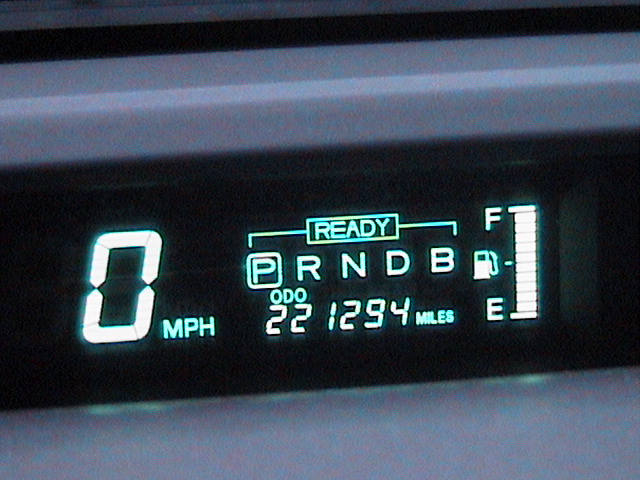 READY
F
P R N D B
ODO
0 MPH
221294 MILES
E